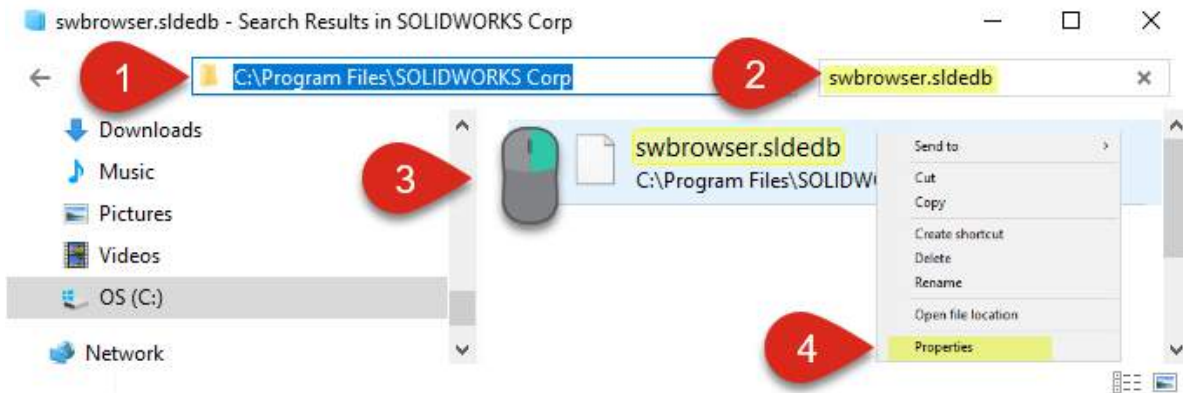 swbrowser.sldedb - Search Results in SOLIDWORKS Corp
1
C:\Program Files\SOLIDWORKS Corp
2
swbrowser.sldedb
Downloads
Music
Pictures
Videos
OS (C:)
Network
3
swbrowser.sldedb
C:\Program Files\SOLIDW
Send to
Cut
Copy
Create shortcut
Delete
Rename
Open file location
4
Properties